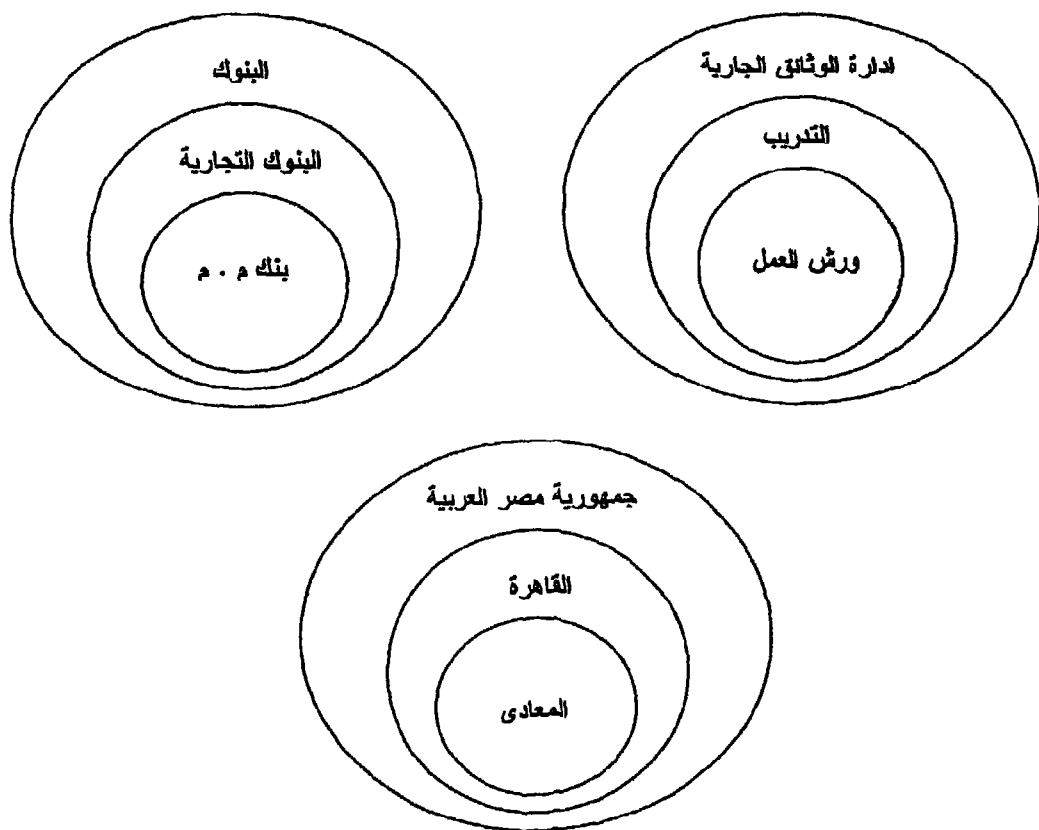 ادارة الوثائق الجارية
التدريب
ورش العمل
البنوك
البنوك التجارية
بنك م . م
جمهورية مصر العربية
القاهرة
المعادى